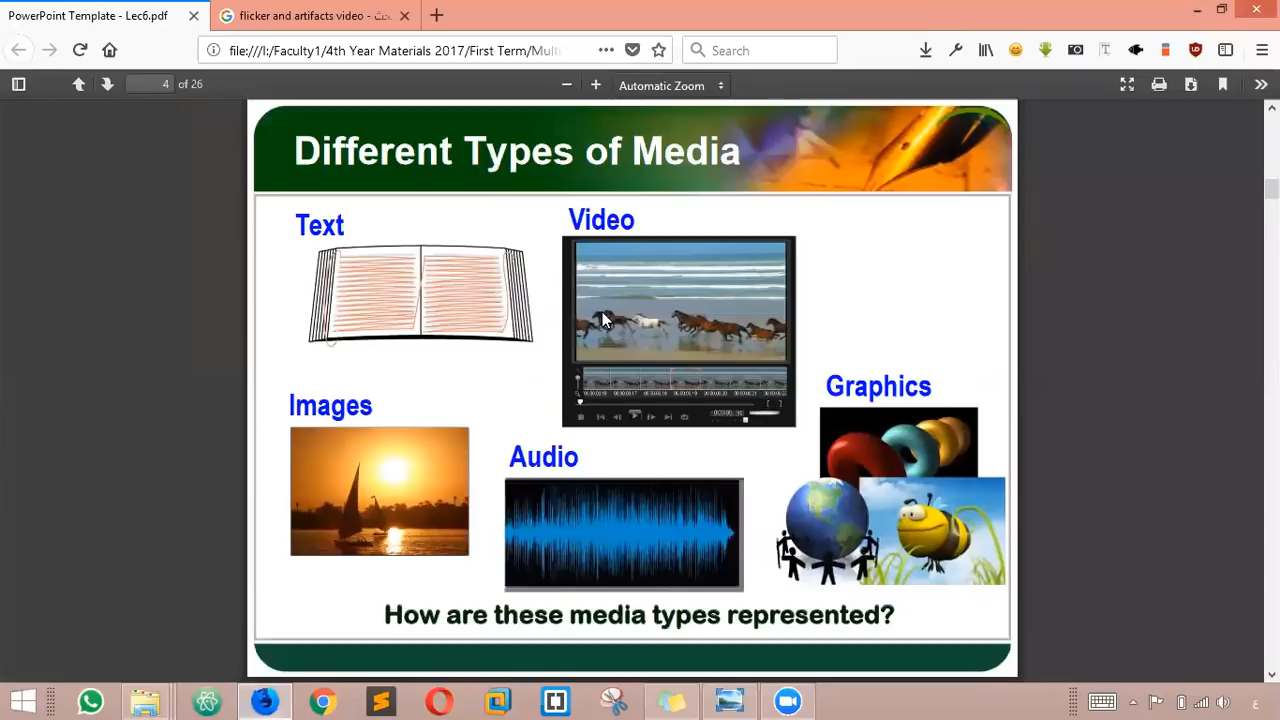 PowerPoint Template - Lec6.pdf
flicker and artifacts video - بحث
file:///I:/Faculty1/4th Year Materials 2017/First Term/Mult
Search
4 of 26
Automatic Zoom
Different Types of Media
Text
Video
Images
Graphics
Audio
How are these media types represented?
ع